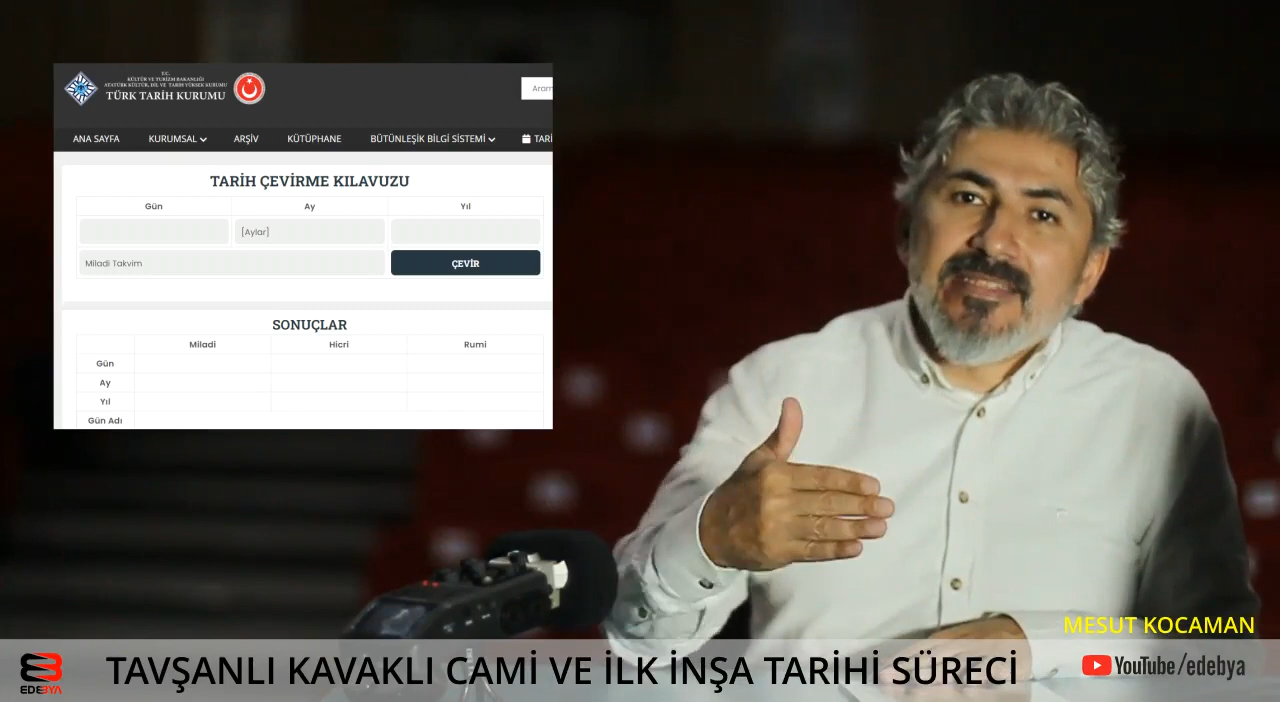 T.C.
KÜLTÜR VE TURİZM BAKANLIĞI
ATATÜRK KÜLTÜR, DİL VE TARİH YÜKSEK KURUMU
TÜRK TARİH KURUMU
Aram
ANA SAYFA KURUMSAL ARŞİV KÜTÜPHANE BÜTÜNLEŞİK BİLGİ SİSTEMİ TARİ
TARİH ÇEVİRME KILAVUZU
Gün Ay Yıl
[Aylar]
Miladi Takvim ÇEVİR
SONUÇLAR
Miladi Hicri Rumi
Gün
Ay
Yıl
Gün Adı
MESUT KOCAMAN
EDEBYA
TAVŞANLI KAVAKLI CAMİ VE İLK İNŞA TARİHİ SÜRECİ
YouTube/edebya